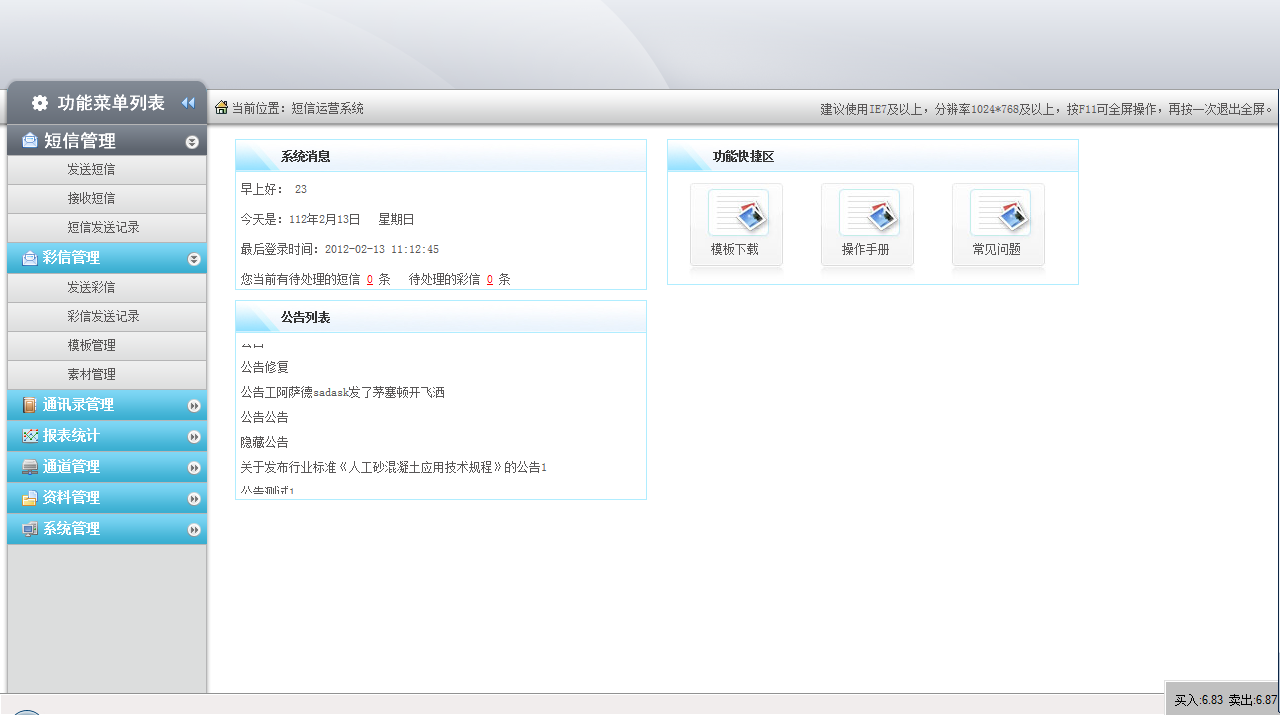 功能菜单列表
当前位置：短信运营系统
建议使用IE7及以上，分辨率1024*768及以上，按F11可全屏操作，再按一次退出全屏。
短信管理
发送短信
接收短信
短信发送记录
彩信管理
发送彩信
彩信发送记录
模板管理
素材管理
通讯录管理
报表统计
通道管理
资料管理
系统管理
系统消息
早上好： 23
今天是：112年2月13日 星期日
最后登录时间：2012-02-13 11:12:45
您当前有待处理的短信 0 条 待处理的彩信 0 条
功能快捷区
模板下载
操作手册
常见问题
公告列表
公告修复
公告工阿萨德sadask发了茅塞顿开飞洒
公告公告
隐藏公告
关于发布行业标准《人工砂混凝土应用技术规程》的公告1
公告测试1
买入:6.83 卖出:6.87